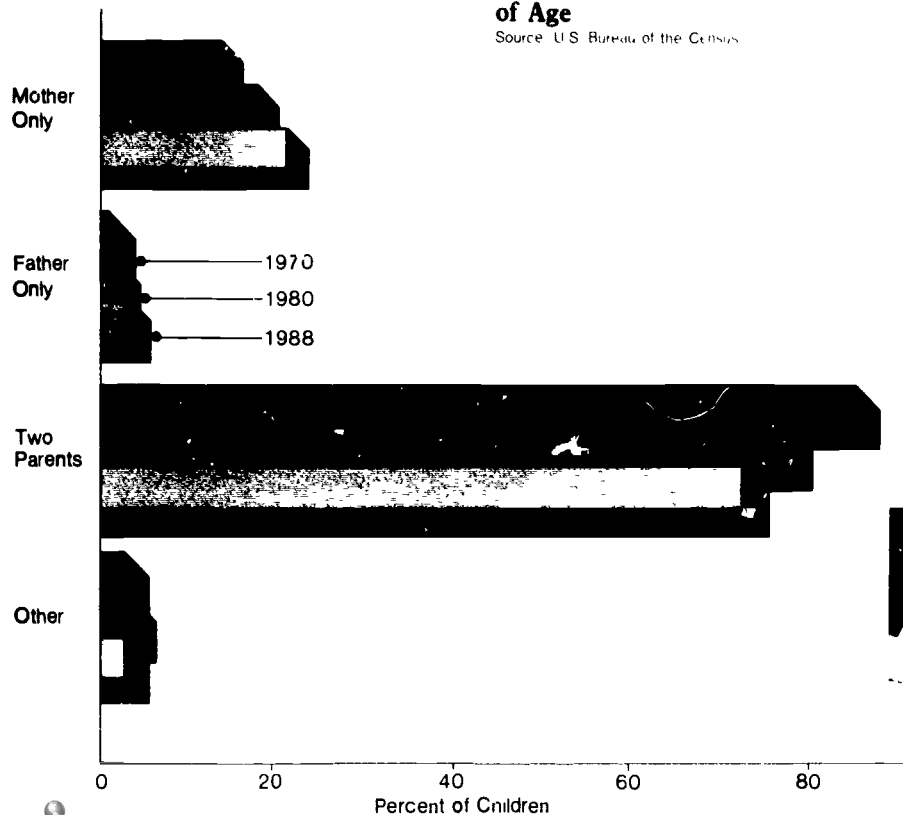 of Age
Source U S Bureau of the Census
Mother
Only
Father
Only
1970
1980
1988
Two
Parents
Other
0
20
40
60
80
Percent of Children